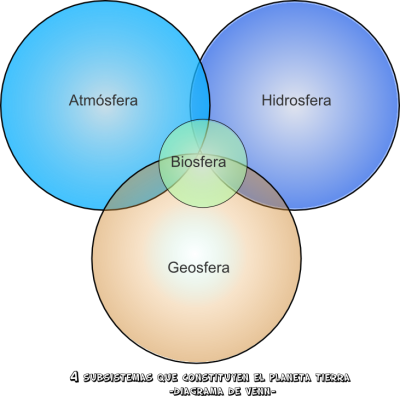 Atmósfera
Hidrosfera
Biosfera
Geosfera
4 SUBSISTEMAS QUE CONSTITUYEN EL PLANETA TIERRA
-DIAGRAMA DE VENN-